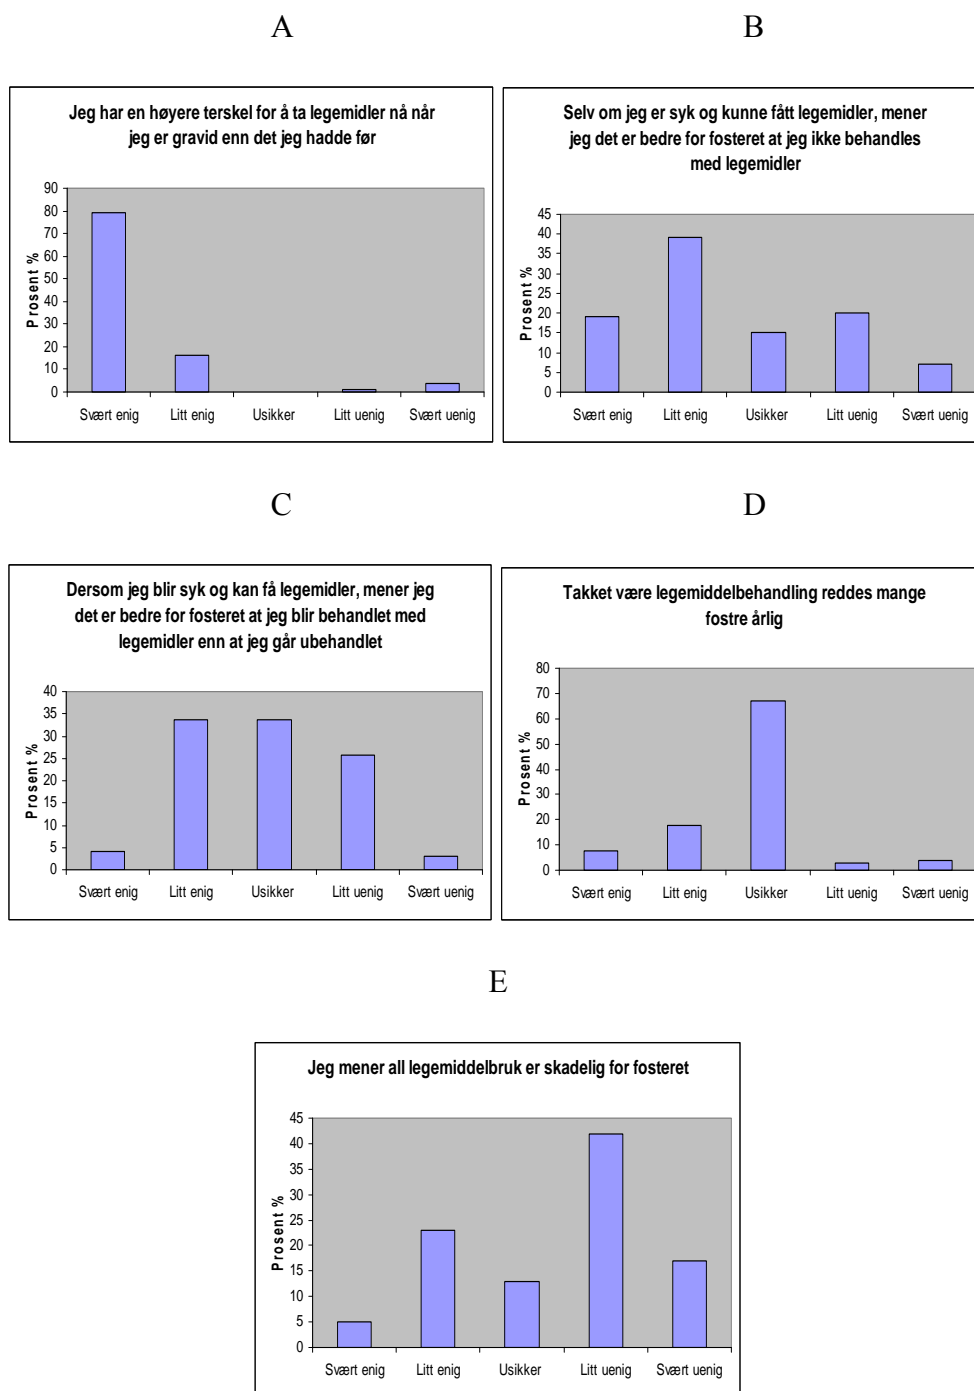 A
B
Jeg har en høyere terskel for å ta legemidler nå når
jeg er gravid enn det jeg hadde før
Prosent %
90
80
70
60
50
40
30
20
10
0
Svært enig Litt enig Usikker Litt uenig Svært uenig
Selv om jeg er syk og kunne fått legemidler, mener
jeg det er bedre for fosteret at jeg ikke behandles
med legemidler
Prosent %
45
40
35
30
25
20
15
10
5
0
Svært enig Litt enig Usikker Litt uenig Svært uenig
C
D
Dersom jeg blir syk og kan få legemidler, mener jeg
det er bedre for fosteret at jeg blir behandlet med
legemidler enn at jeg går ubehandlet
Prosent %
40
35
30
25
20
15
10
5
0
Svært enig Litt enig Usikker Litt uenig Svært uenig
Takket være legemiddelbehandling reddes mange
fostre årlig
Prosent %
80
70
60
50
40
30
20
10
0
Svært enig Litt enig Usikker Litt uenig Svært uenig
E
Jeg mener all legemiddelbruk er skadelig for fosteret
Prosent %
45
40
35
30
25
20
15
10
5
0
Svært enig Litt enig Usikker Litt uenig Svært uenig